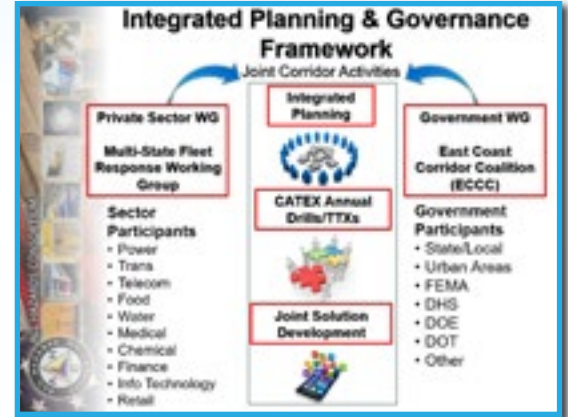 Integrated Planning & Governance
Framework
Joint Corridor Activities
Private Sector WG
Multi-State Fleet
Response Working
Group
Sector
Participants
• Power
• Trans
• Telecom
• Food
• Water
• Medical
• Chemical
• Finance
• Info Technology
• Retail
Integrated
Planning
CATEX Annual
Drills/TTXs
Joint Solution
Development
Government WG
East Coast
Corridor Coalition
(ECCC)
Government
Participants
• State/Local
• Urban Areas
• FEMA
• DHS
• DOE
• DOT
• Other